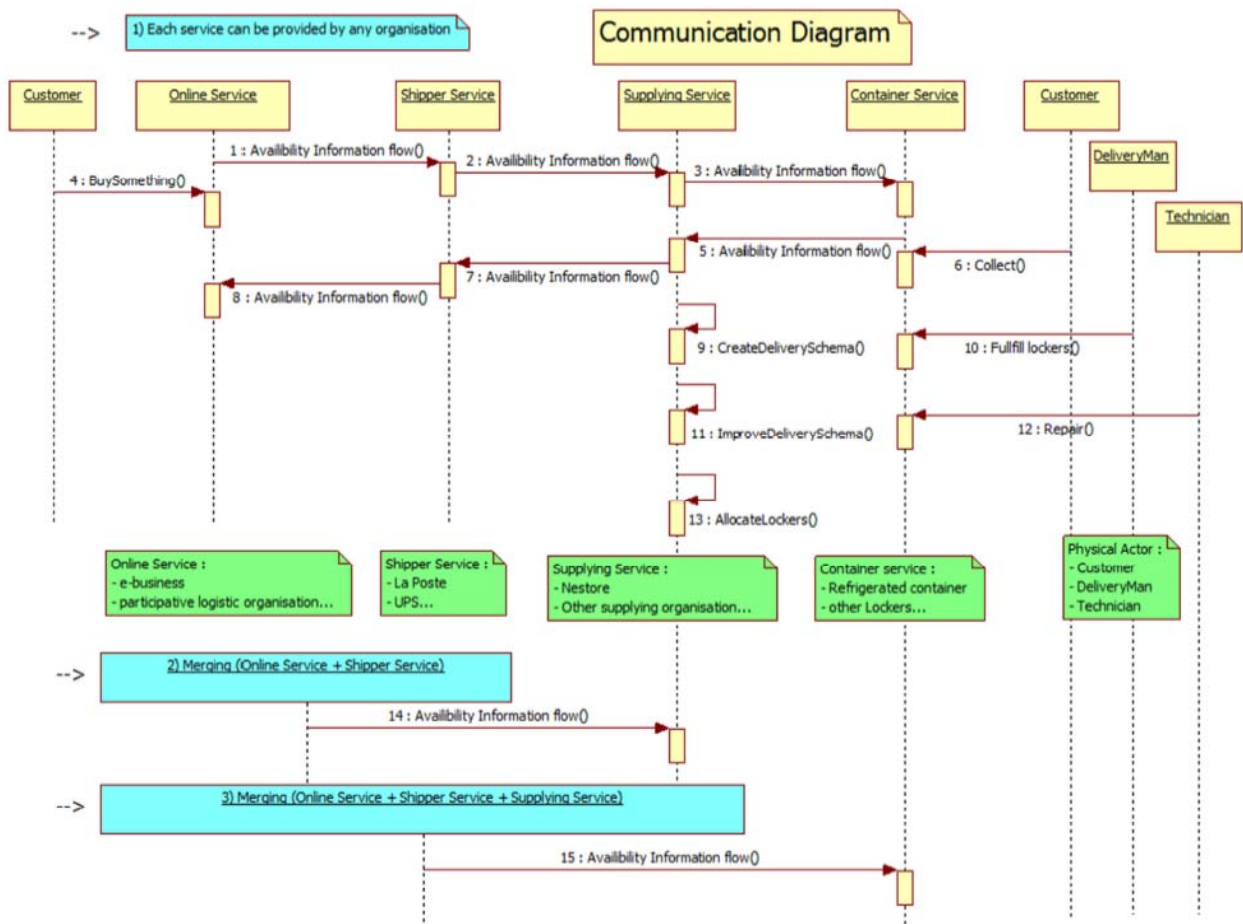 -->
1) Each service can be provided by any organisation
Communication Diagram
Customer
Online Service
Shipper Service
Supplying Service
Container Service
Customer
DeliveryMan
Technician
1 : Availibility Information flow()
2 : Availibility Information flow()
3 : Availibility Information flow()
4 : BuySomething()
5 : Availibility Information flow()
6 : Collect()
7 : Availibility Information flow()
8 : Availibility Information flow()
9 : CreateDeliverySchema()
10 : Fullfill lockers()
11 : ImproveDeliverySchema()
12 : Repair()
13 : AllocateLockers()
Online Service :
- e-business
- participative logistic organisation...
Shipper Service :
- La Poste
- UPS...
Supplying Service :
- Nestore
- Other supplying organisation...
Container service :
- Refrigerated container
- other Lockers...
Physical Actor :
- Customer
- DeliveryMan
- Technician
-->
2) Merging (Online Service + Shipper Service)
14 : Availibility Information flow()
-->
3) Merging (Online Service + Shipper Service + Supplying Service)
15 : Availibility Information flow()